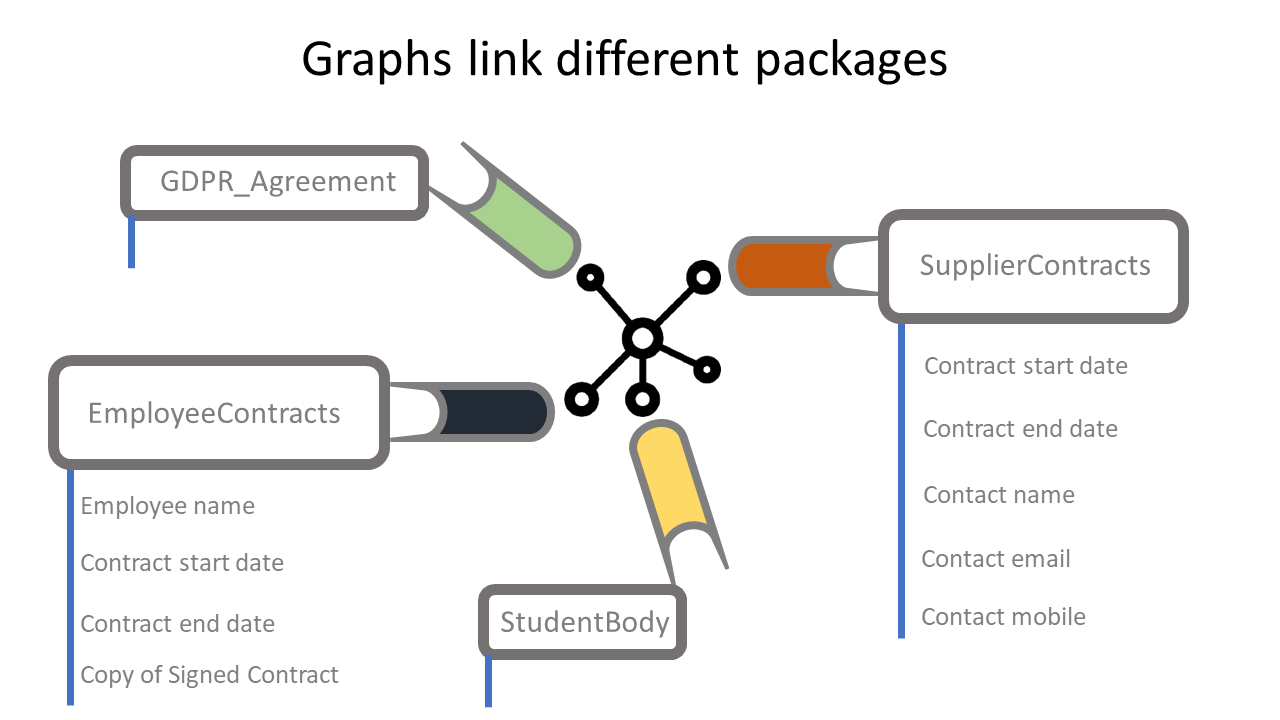 Graphs link different packages
GDPR_Agreement
SupplierContracts
Contract start date
Contract end date
Contact name
Contact email
Contact mobile
EmployeeContracts
Employee name
Contract start date
Contract end date
Copy of Signed Contract
StudentBody